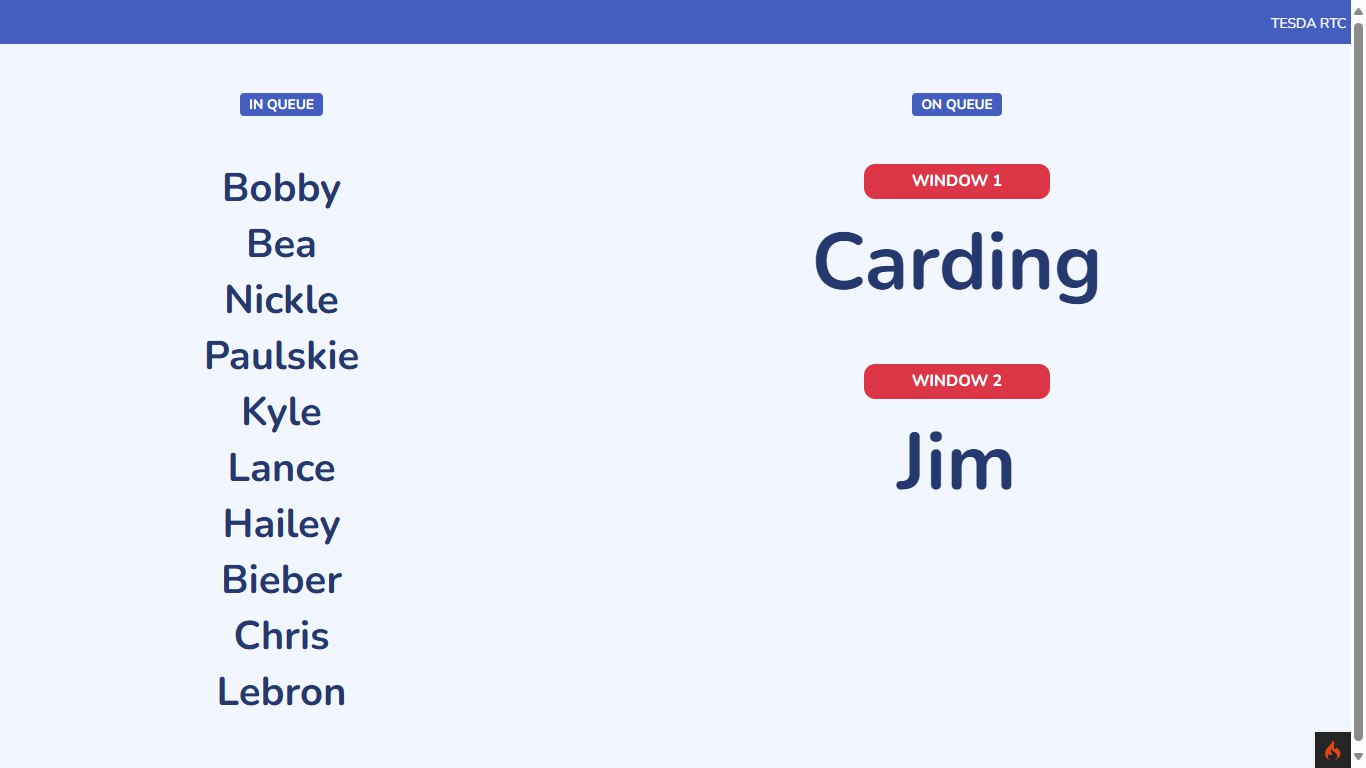 TESDA RTC
IN QUEUE
Bobby
Bea
Nickle
Paulskie
Kyle
Lance
Hailey
Bieber
Chris
Lebron
ON QUEUE
WINDOW 1
Carding
WINDOW 2
Jim